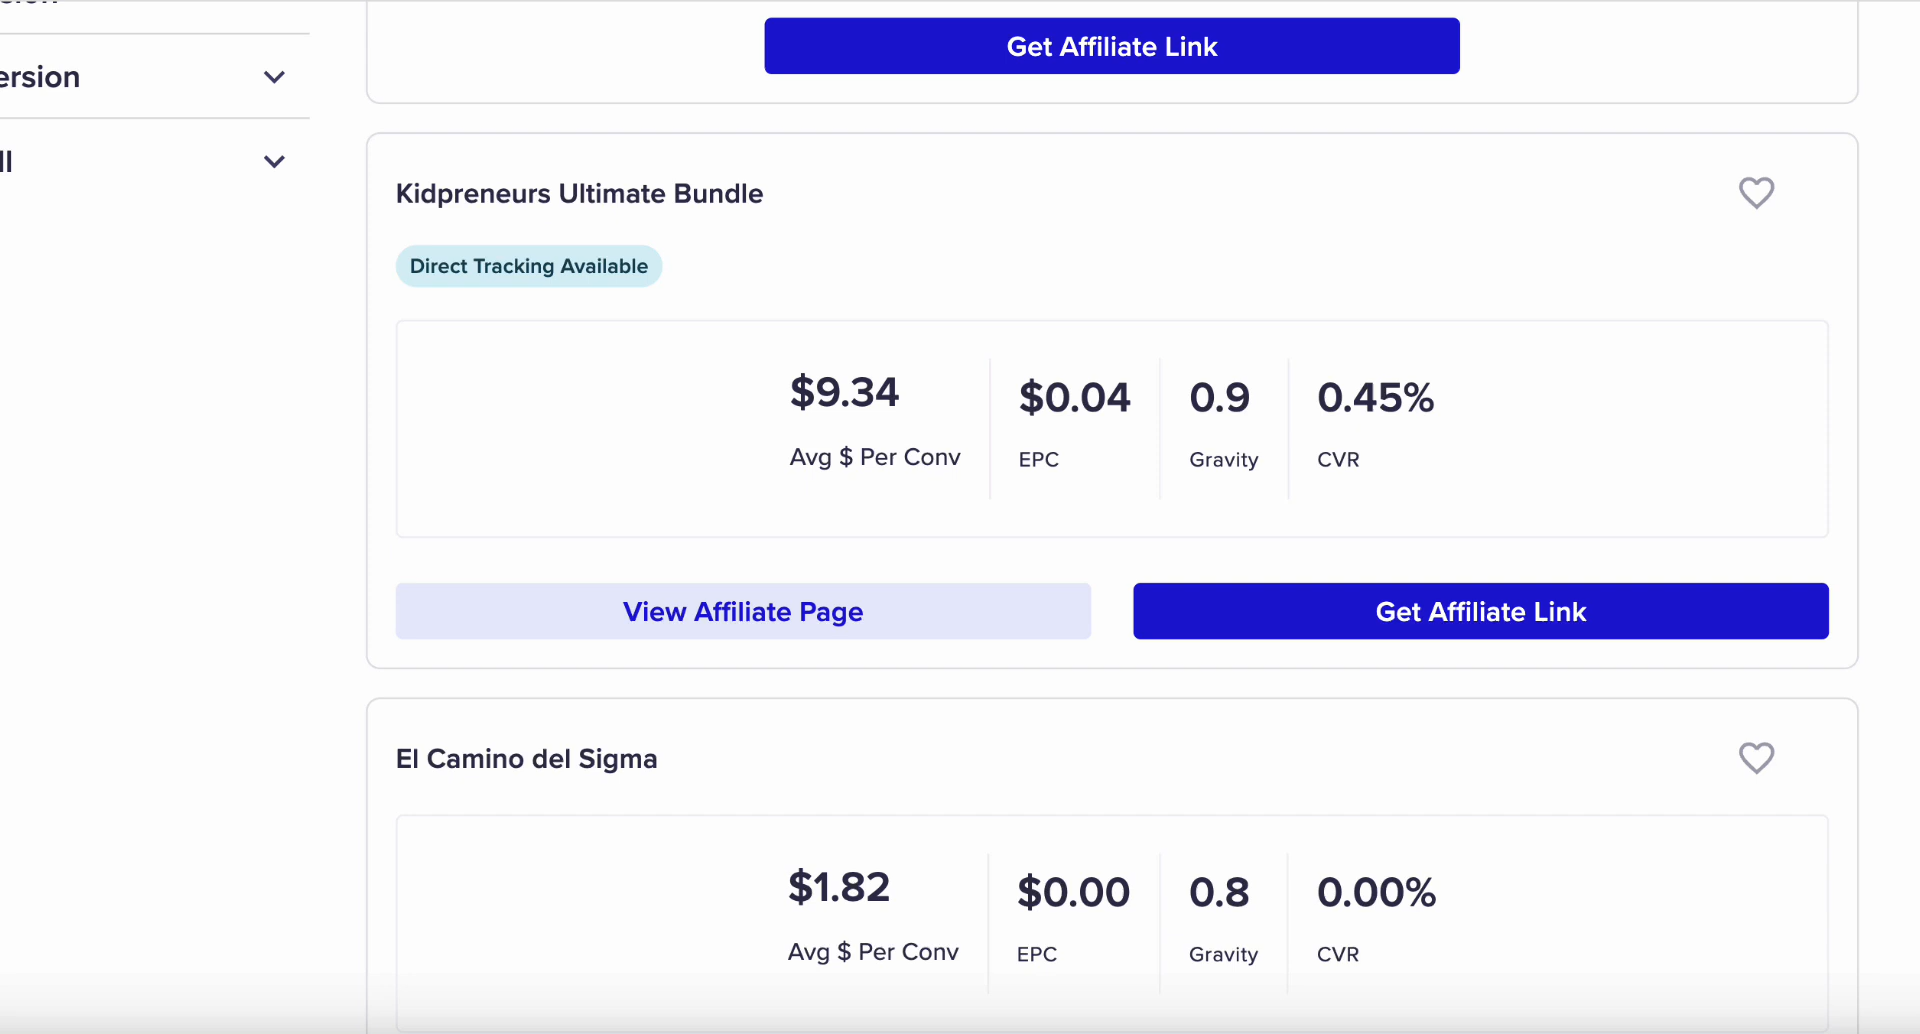 Get Affiliate Link
ersion
ll
Kidpreneurs Ultimate Bundle
Direct Tracking Available
$9.34 $0.04 0.9 0.45%
Avg $ Per Conv EPC Gravity CVR
View Affiliate Page Get Affiliate Link
El Camino del Sigma
$1.82 $0.00 0.8 0.00%
Avg $ Per Conv EPC Gravity CVR